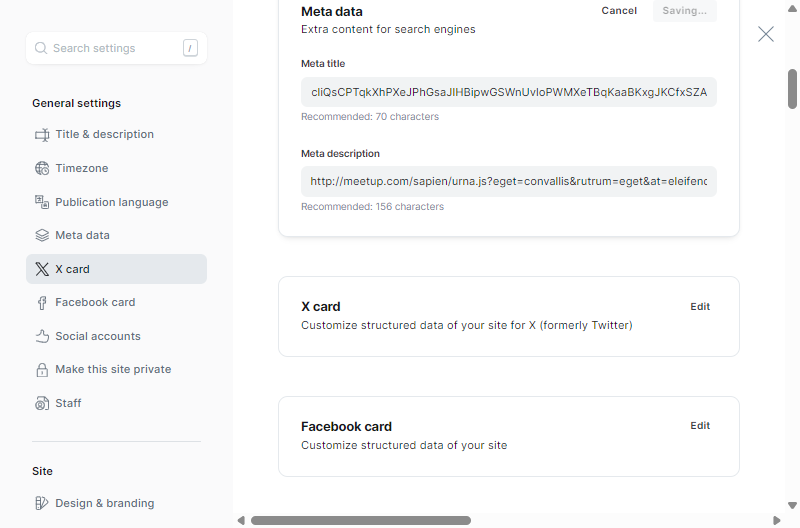 Search settings
/
General settings
Title & description
Timezone
Publication language
Meta data
X card
Facebook card
Social accounts
Make this site private
Staff
Site
Design & branding
Meta data
Cancel
Saving...
Extra content for search engines
Meta title
Recommended: 70 characters
Meta description
http://meetup.com/sapien/urna.js?eget=convallis&rutrum=eget&at=eleifend
Recommended: 156 characters
X card
Edit
Customize structured data of your site for X (formerly Twitter)
Facebook card
Edit
Customize structured data of your site